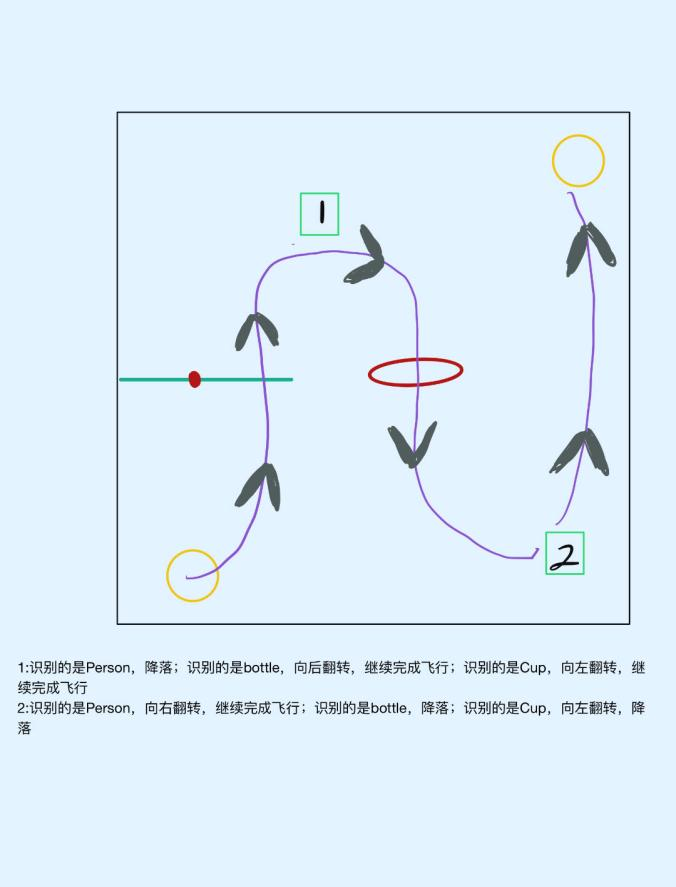 1
2
1:识别的是Person，降落；识别的是bottle，向后翻转，继续完成飞行；识别的是Cup，向左翻转，继
续完成飞行
2:识别的是Person，向右翻转，继续完成飞行；识别的是bottle，降落；识别的是Cup，向左翻转，降
落